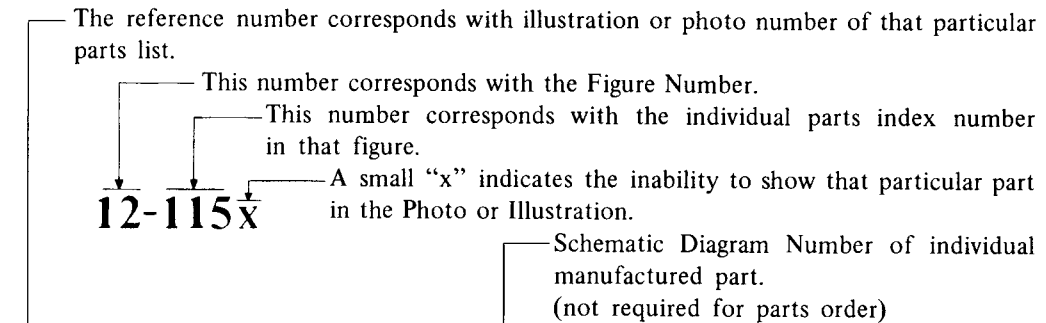 The reference number corresponds with illustration or photo number of that particular
parts list.
This number corresponds with the Figure Number.
This number corresponds with the individual parts index number
in that figure.
A small “x” indicates the inability to show that particular part
in the Photo or Illustration.
12-115x
Schematic Diagram Number of individual
manufactured part.
(not required for parts order)